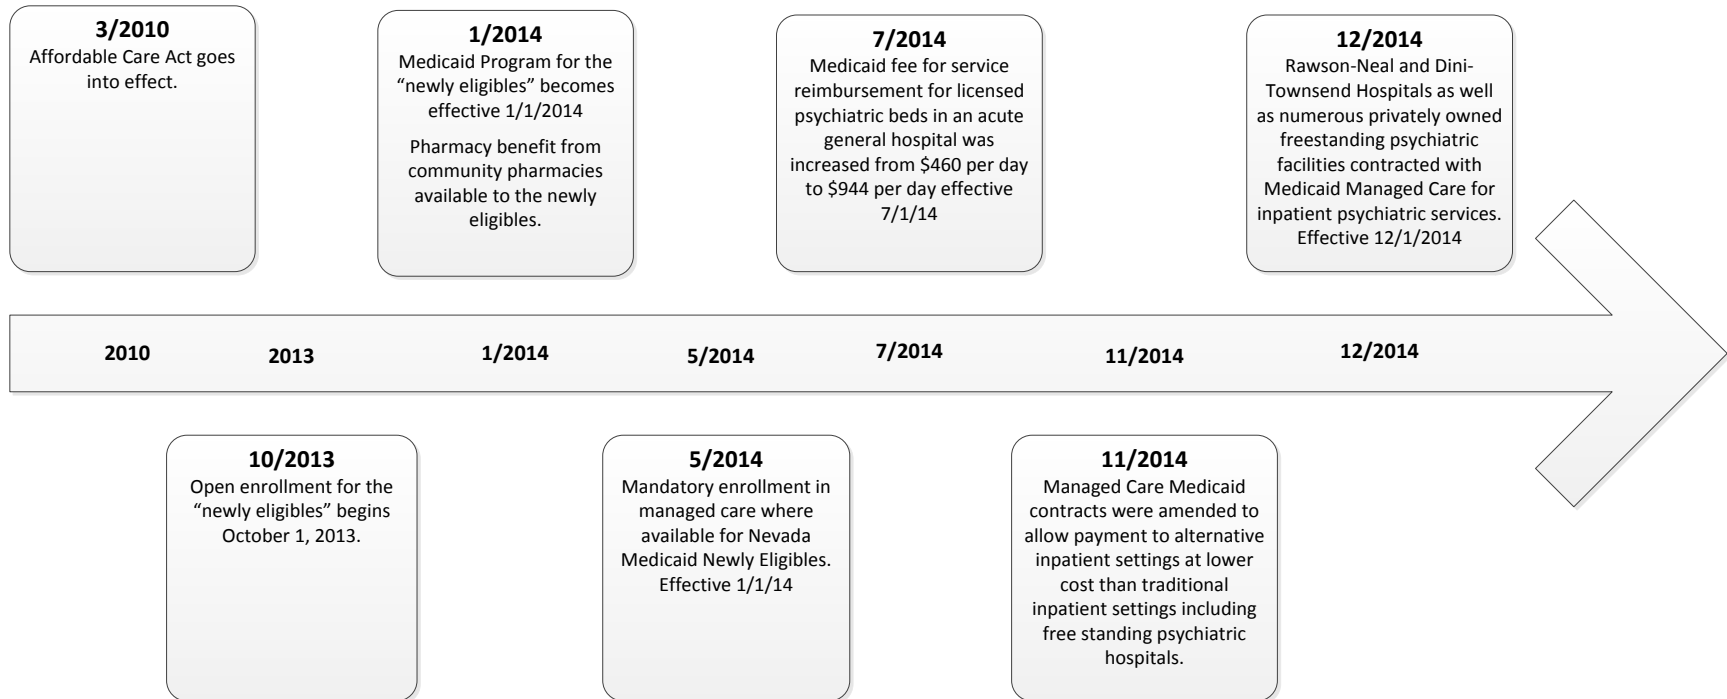 3/2010
Affordable Care Act goes
into effect.
1/2014
Medicaid Program for the
“newly eligibles” becomes
effective 1/1/2014
Pharmacy benefit from
community pharmacies
available to the newly
eligibles.
7/2014
Medicaid fee for service
reimbursement for licensed
psychiatric beds in an acute
general hospital was
increased from $460 per day
to $944 per day effective
7/1/14
12/2014
Rawson-Neal and Dini-
Townsend Hospitals as well
as numerous privately owned
freestanding psychiatric
facilities contracted with
Medicaid Managed Care for
inpatient psychiatric services.
Effective 12/1/2014
2010
2013
1/2014
5/2014
7/2014
11/2014
12/2014
10/2013
Open enrollment for the
“newly eligibles” begins
October 1, 2013.
5/2014
Mandatory enrollment in
managed care where
available for Nevada
Medicaid Newly Eligibles.
Effective 1/1/14
11/2014
Managed Care Medicaid
contracts were amended to
allow payment to alternative
inpatient settings at lower
cost than traditional
inpatient settings including
free standing psychiatric
hospitals.